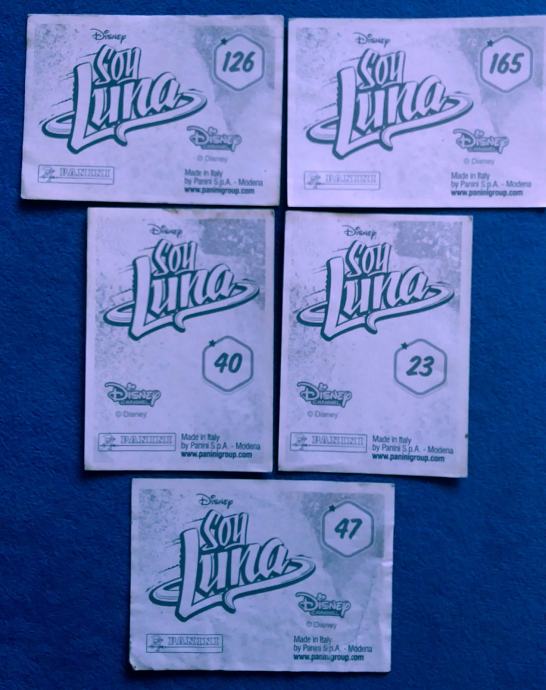 Disney
SOY
Luna
126
Disney
CHANNEL
© Disney
PANINI
Made in Italy
by Panini S.p.A. - Modena
www.paninigroup.com
Disney
SOY
Luna
165
Disney
CHANNEL
© Disney
PANINI
Made in Italy
by Panini S.p.A. - Modena
www.paninigroup.com
Disney
SOY
Luna
40
Disney
CHANNEL
© Disney
PANINI
Made in Italy
by Panini S.p.A. - Modena
www.paninigroup.com
Disney
SOY
Luna
23
Disney
CHANNEL
© Disney
PANINI
Made in Italy
by Panini S.p.A. - Modena
www.paninigroup.com
Disney
SOY
Luna
47
Disney
CHANNEL
© Disney
PANINI
Made in Italy
by Panini S.p.A. - Modena
www.paninigroup.com